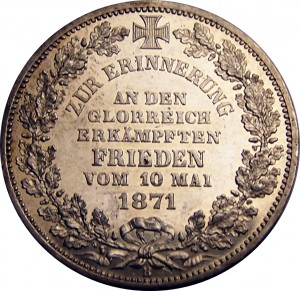 ZUR ERINNERUNG
AN DEN
GLORREICH
ERKÄMPFTEN
FRIEDEN
VOM 10 MAI
1871
B